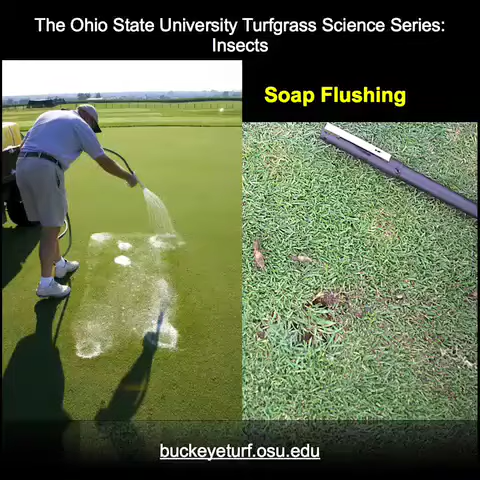 The Ohio State University Turfgrass Science Series:
Insects
Soap Flushing
buckeyeturf.osu.edu